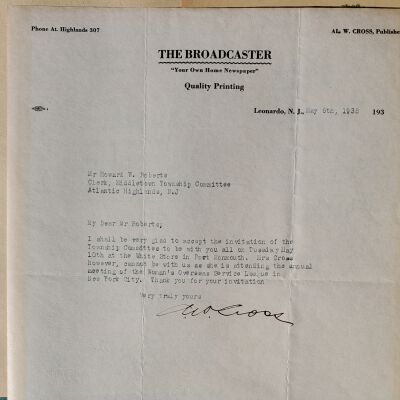 Phone At. Highlands 307
AL. W. CROSS, Publisher
THE BROADCASTER
"Your Own Home Newspaper"
Quality Printing
Leonardo, N. J., May 6th, 1938 193
Mr Howard W. Roberts
Clerk, Middletown Township Committee
Atlantic Highlands, N.J
My Dear Mr Roberts,
I shall be very glad to accept the invitation of the
Township Committee to be with you all on Tuesday May
10th at the White Store in Port Monmouth. Mrs Cross
However, cannot be with us as she is attending the annual
meeting of the Woman's Overseas Service League in
New York City. Thank you for your invitation
Very truly yours